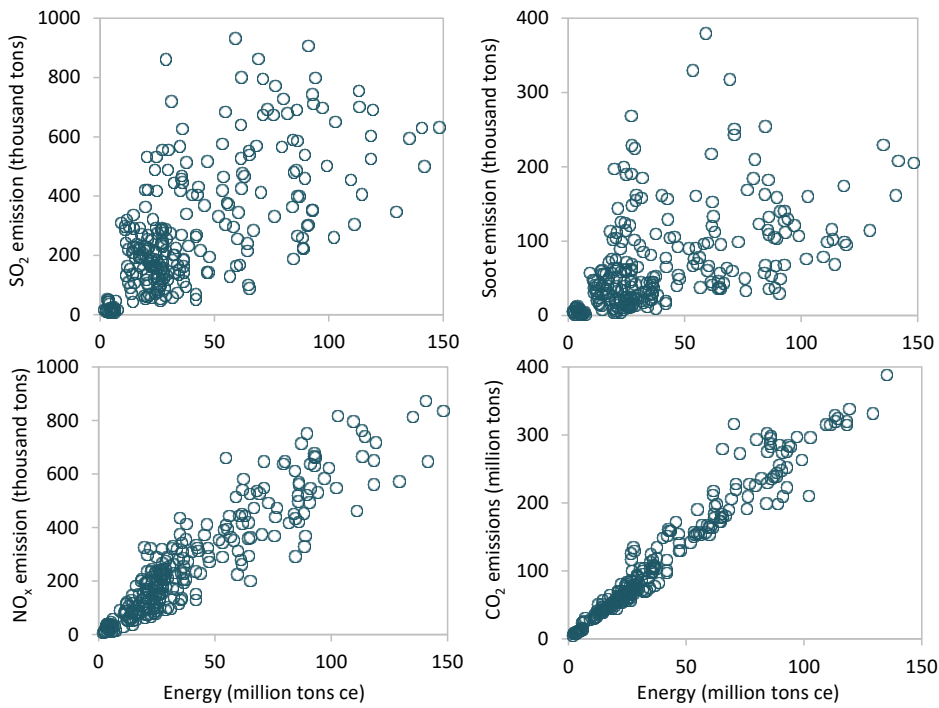 SO2 emission (thousand tons)
1000
800
600
400
200
0
0 50 100 150
Soot emission (thousand tons)
400
300
200
100
0
0 50 100 150
NOx emission (thousand tons)
1000
800
600
400
200
0
0 50 100 150
Energy (million tons ce)
CO2 emissions (million tons)
400
300
200
100
0
0 50 100 150
Energy (million tons ce)